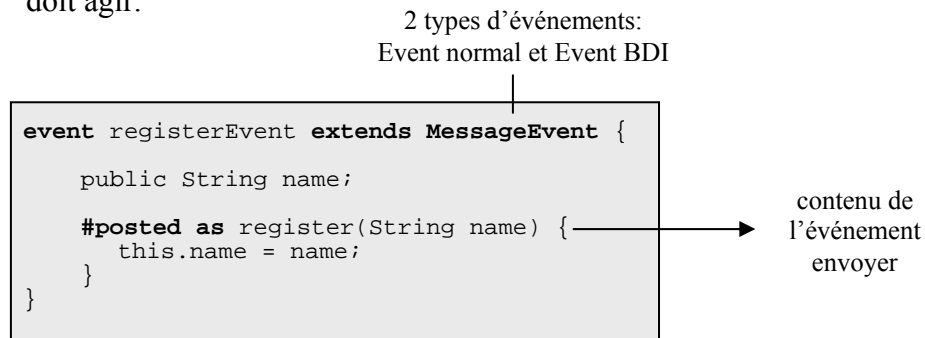 doit agir.
2 types d'événements:
Event normal et Event BDI
event registerEvent extends MessageEvent {
public String name;
#posted as register(String name) {
this.name = name;
}
}
contenu de
l'événement
envoyer